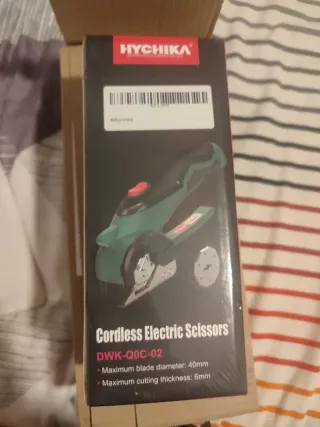 HYCHIKA
Cordless Electric Scissors
DWK-Q0C-02
• Maximum blade diameter: 40mm
• Maximum cutting thickness: 6mm